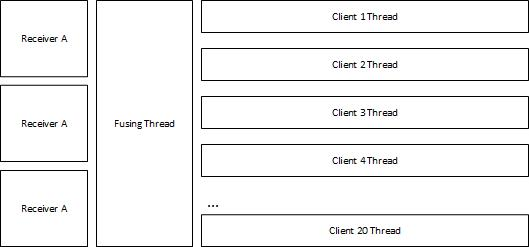 Receiver A
Receiver A
Receiver A
Fusing Thread
Client 1 Thread
Client 2 Thread
Client 3 Thread
Client 4 Thread
...
Client 20 Thread